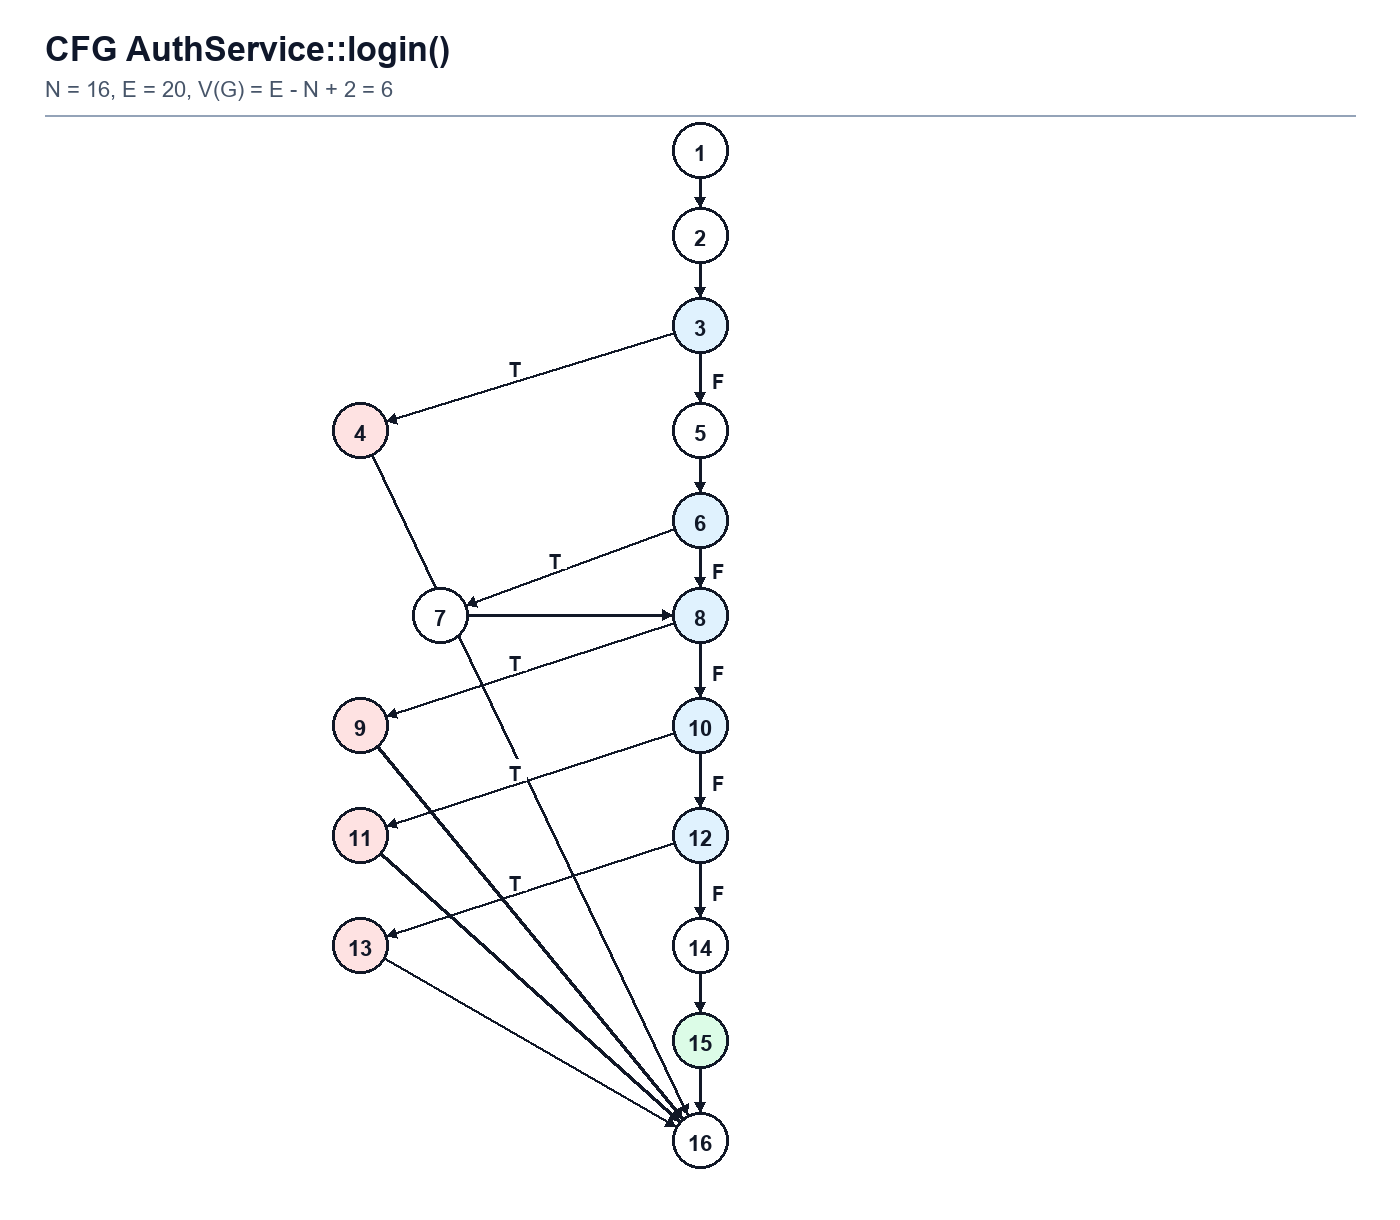 CFG AuthService::login()
N = 16, E = 20, V(G) = E - N + 2 = 6
1
2
3
T
F
4
5
6
T
F
7
8
T
F
9
10
T
F
11
12
T
F
13
14
15
16